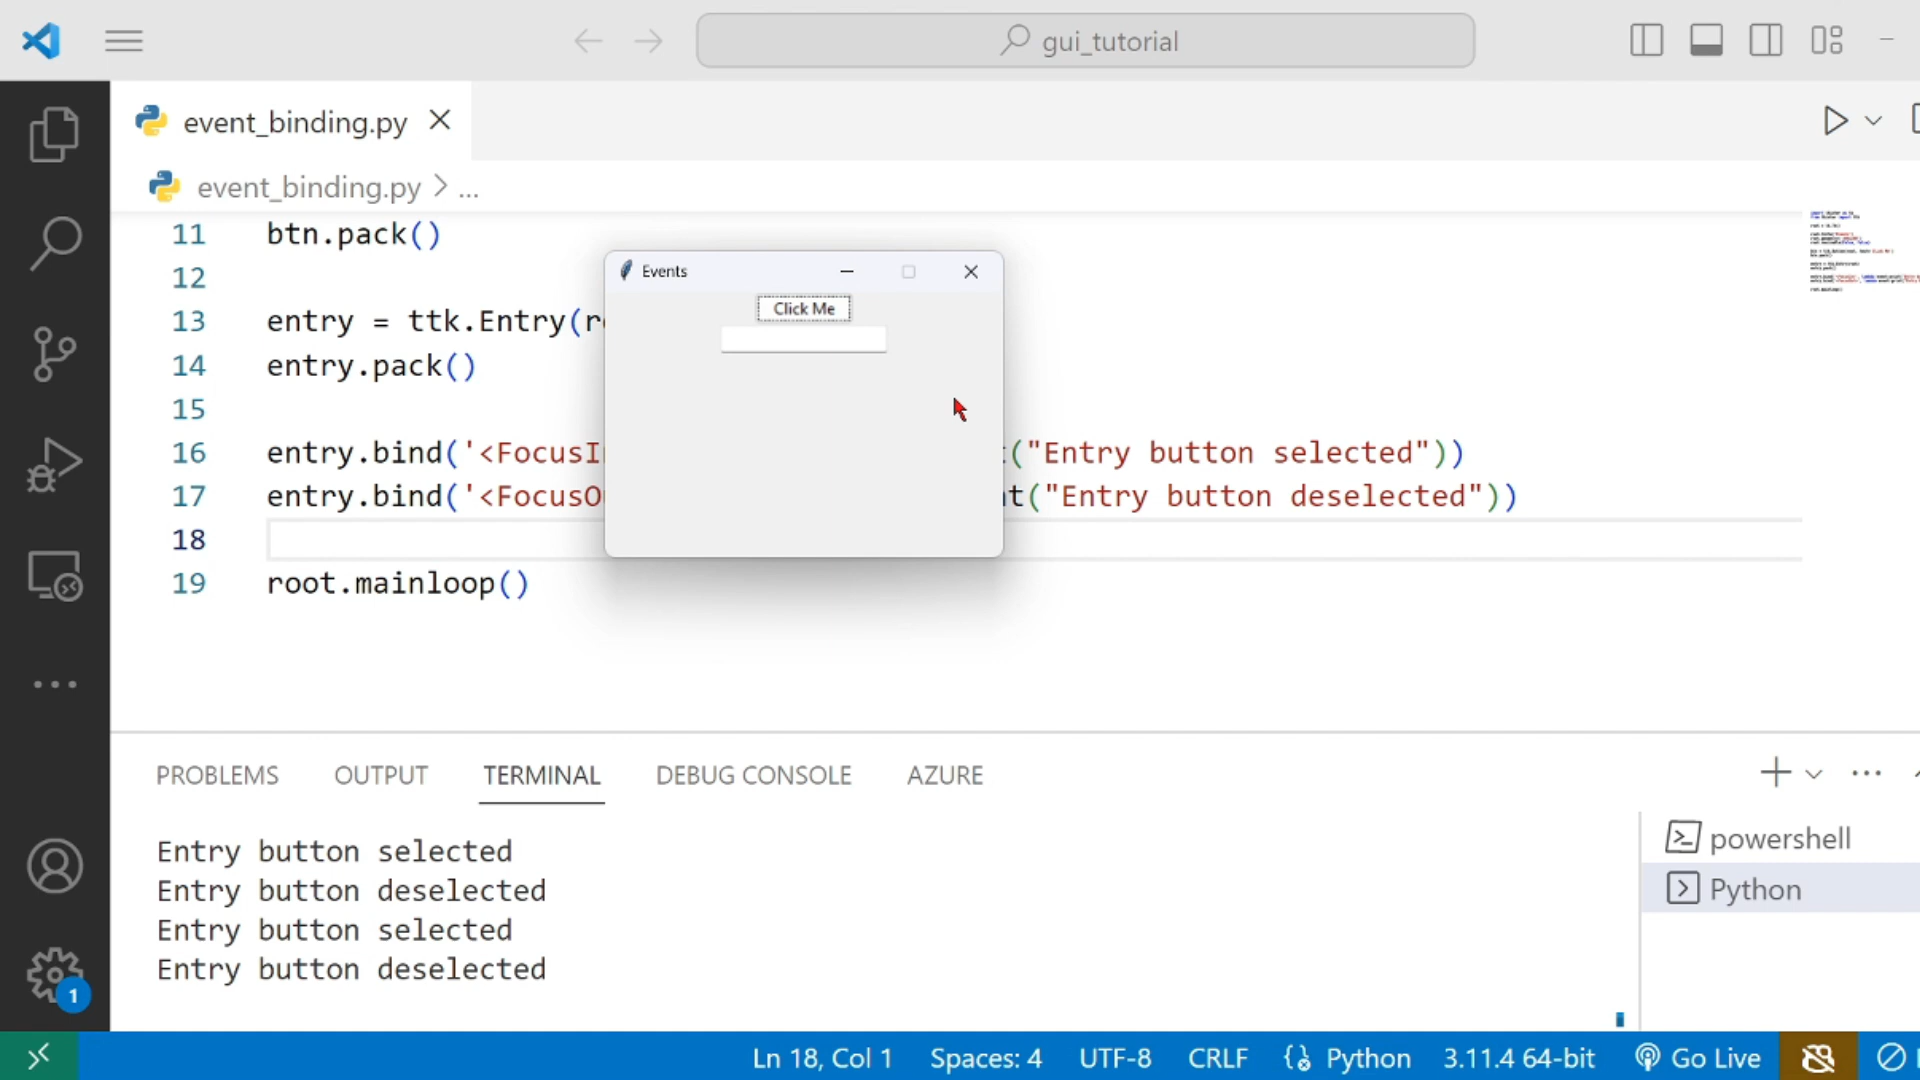 gui_tutorial
event_binding.py
event_binding.py > ...
11 btn.pack()
12
13 entry = ttk.Entry(r
14 entry.pack()
15
16 entry.bind('<FocusI ("Entry button selected"))
17 entry.bind('<FocusO t("Entry button deselected"))
18
19 root.mainloop()
Events
Click Me
PROBLEMS OUTPUT TERMINAL DEBUG CONSOLE AZURE
Entry button selected
Entry button deselected
Entry button selected
Entry button deselected
powershell
Python
1
Ln 18, Col 1 Spaces: 4 UTF-8 CRLF Python 3.11.4 64-bit Go Live